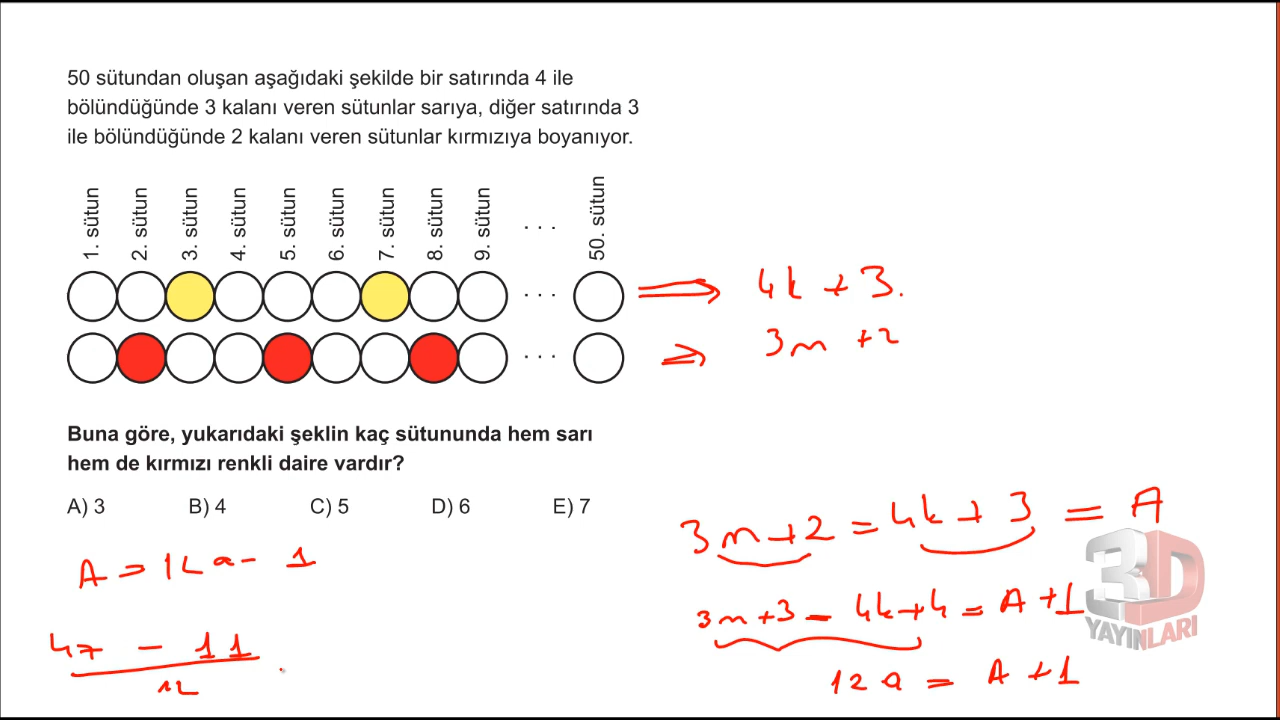 50 sütundan oluşan aşağıdaki şekilde bir satırında 4 ile
bölündüğünde 3 kalanı veren sütunlar sarıya, diğer satırında 3
ile bölündüğünde 2 kalanı veren sütunlar kırmızıya boyanıyor.
1. sütun 2. sütun 3. sütun 4. sütun 5. sütun 6. sütun 7. sütun 8. sütun 9. sütun ... 50. sütun
... ⇒ 4k + 3.
... ⇒ 3m + 2
Buna göre, yukarıdaki şeklin kaç sütununda hem sarı
hem de kırmızı renkli daire vardır?
A) 3 B) 4 C) 5 D) 6 E) 7
3m+2 = 4k + 3 = A
A = 12a - 1
3m+3 = 4k+4 = A+1
47 - 11
12
12a = A+1
3D
YAYINLARI